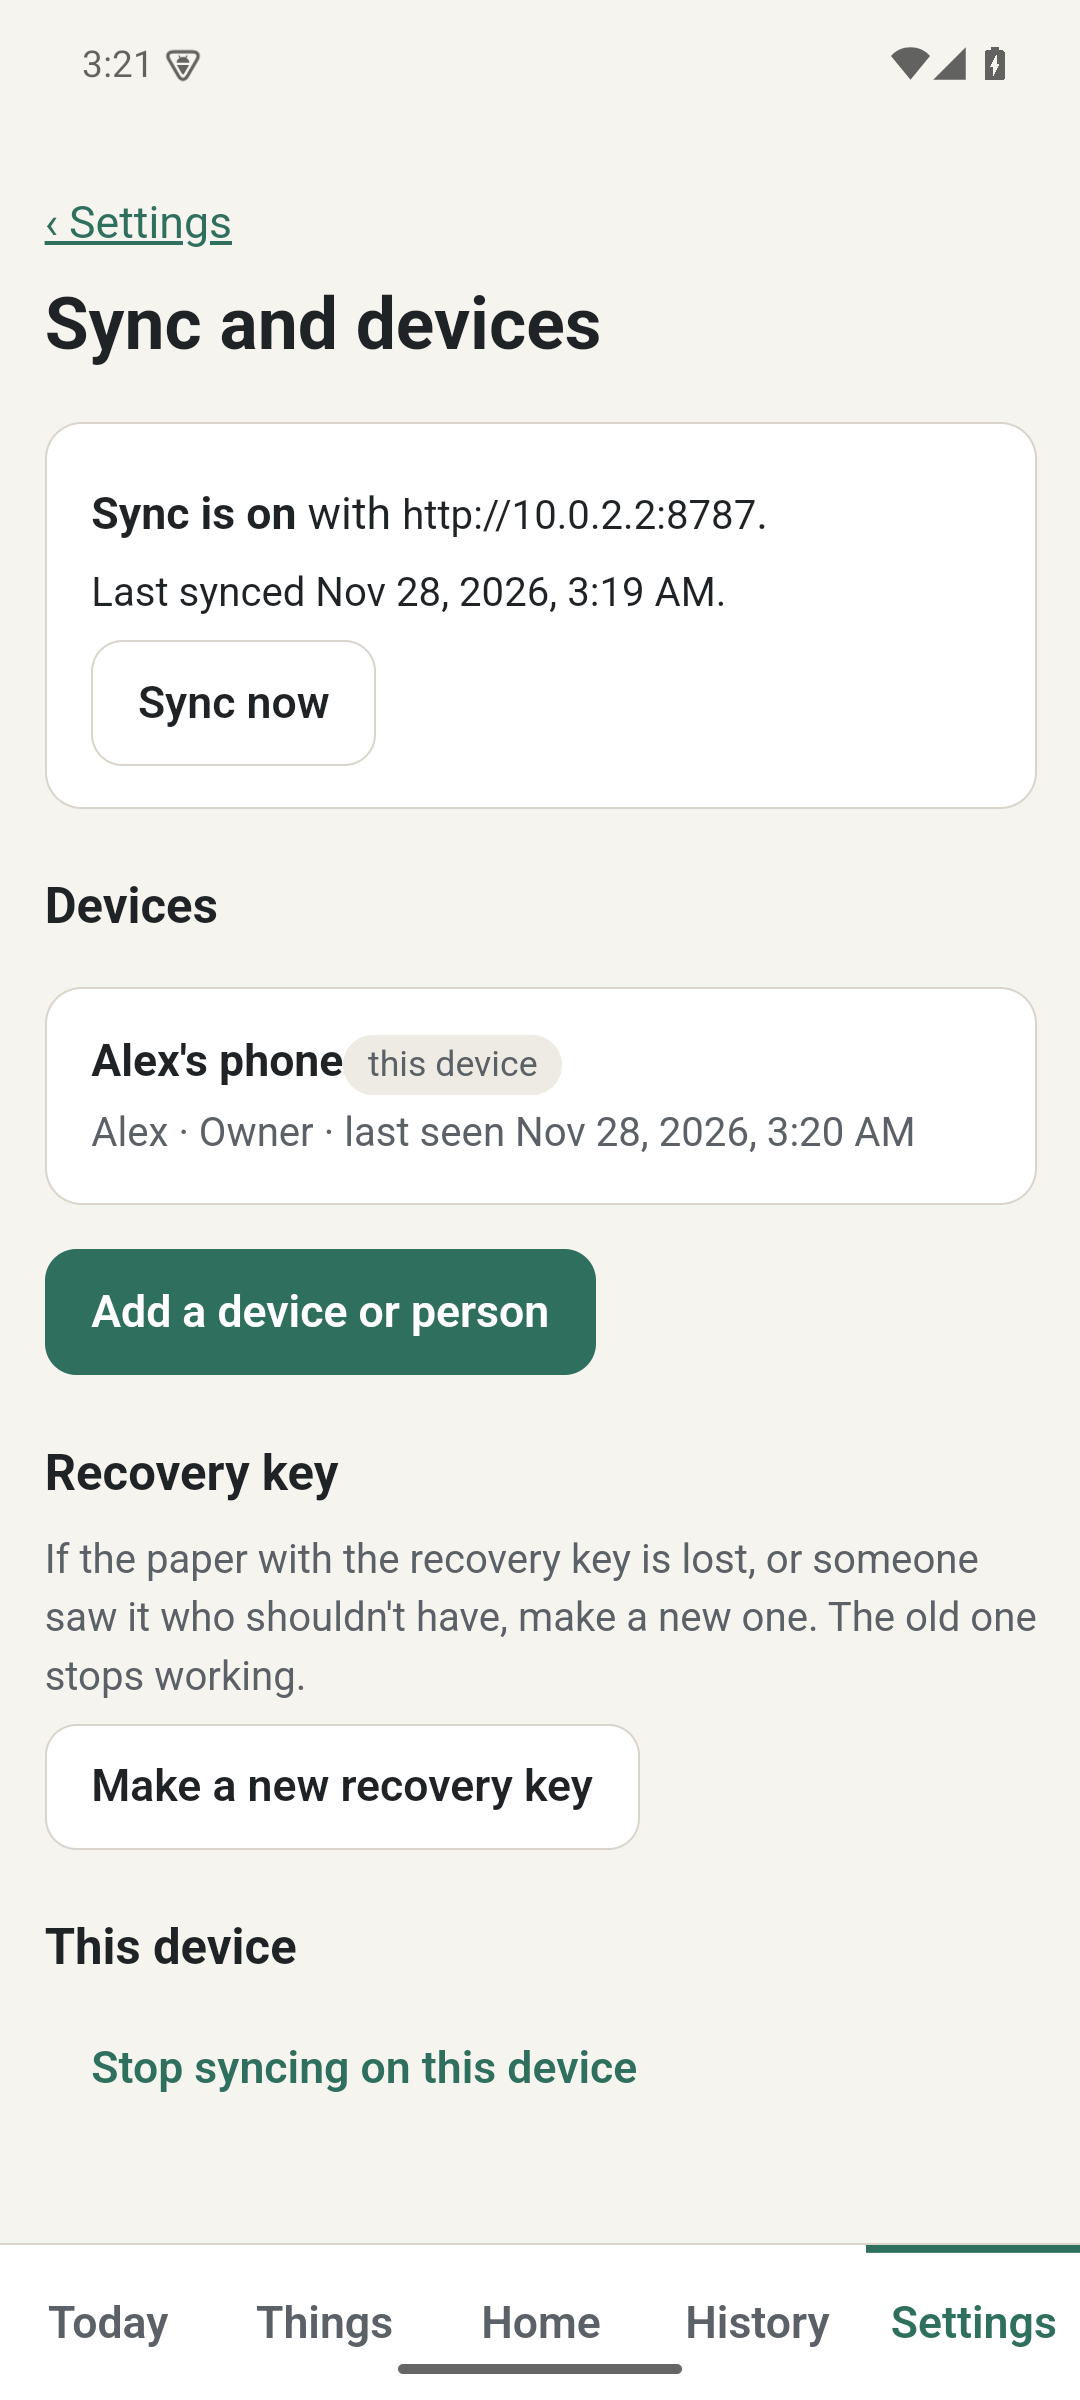 3:21
‹ Settings
Sync and devices
Sync is on with http://10.0.2.2:8787.
Last synced Nov 28, 2026, 3:19 AM.
Sync now
Devices
Alex's phone this device
Alex · Owner · last seen Nov 28, 2026, 3:20 AM
Add a device or person
Recovery key
If the paper with the recovery key is lost, or someone
saw it who shouldn't have, make a new one. The old one
stops working.
Make a new recovery key
This device
Stop syncing on this device
Today Things Home History Settings